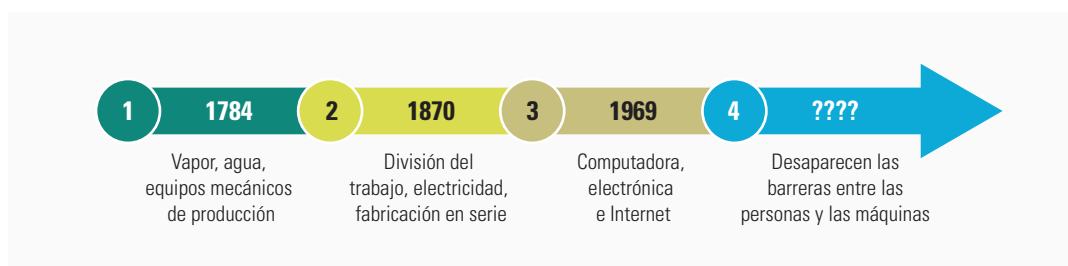 1 1784 2 1870 3 1969 4 ????
Vapor, agua,
equipos mecánicos
de producción
División del
trabajo, electricidad,
fabricación en serie
Computadora,
electrónica
e Internet
Desaparecen las
barreras entre las
personas y las máquinas